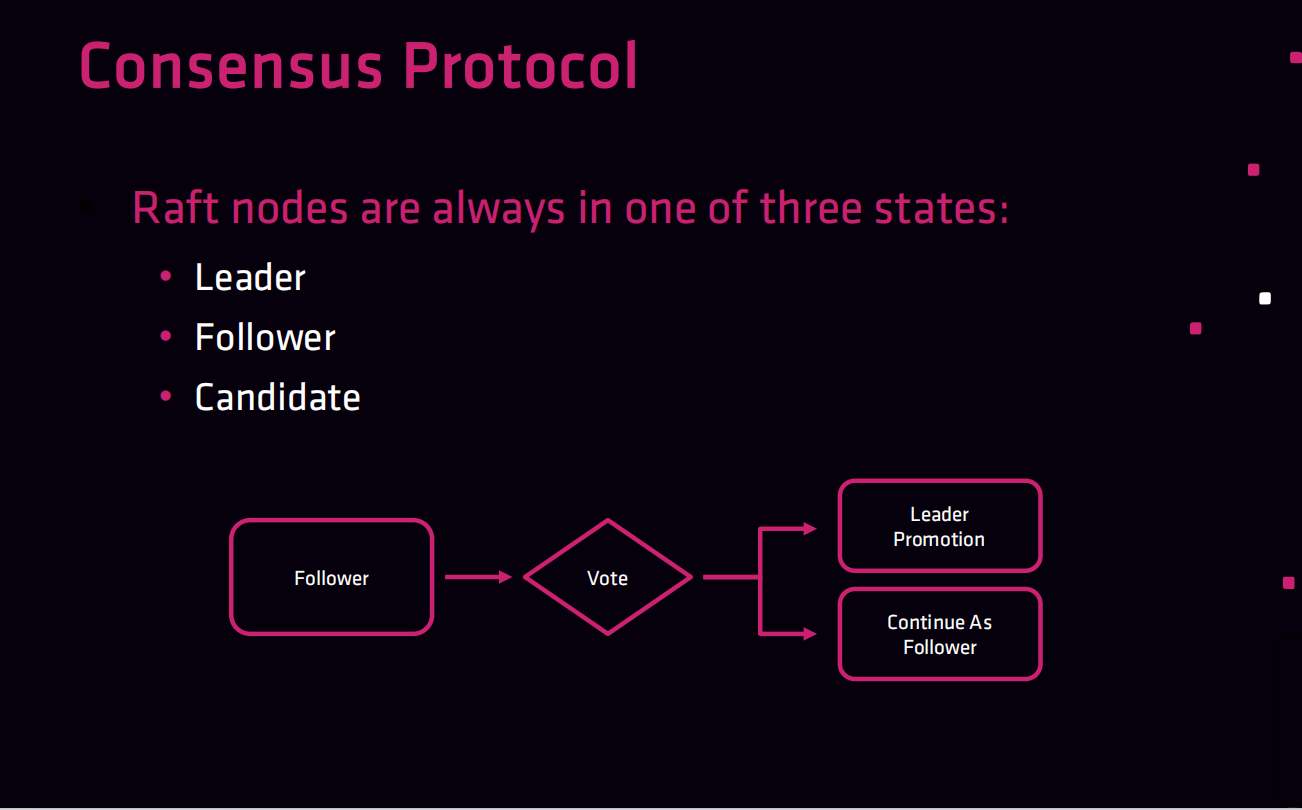 Consensus Protocol
Raft nodes are always in one of three states:
Leader
Follower
Candidate
Follower
Vote
Leader
Promotion
Continue As
Follower